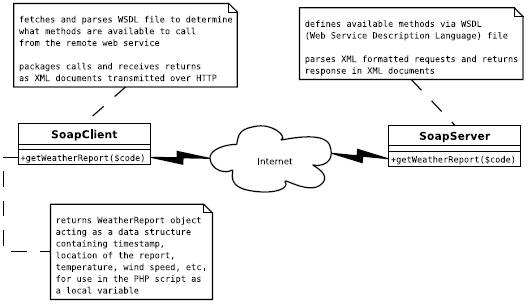 fetches and parses WSDL file to determine
what methods are available to call
from the remote web service
packages calls and receives returns
as XML documents transmitted over HTTP
defines available methods via WSDL
(Web Service Description Language) file
parses XML formatted requests and returns
response in XML documents
SoapClient
+getWeatherReport($code)
Internet
SoapServer
+getWeatherReport($code)
returns WeatherReport object
acting as a data structure
containing timestamp,
location of the report,
temperature, wind speed, etc,
for use in the PHP script as
a local variable